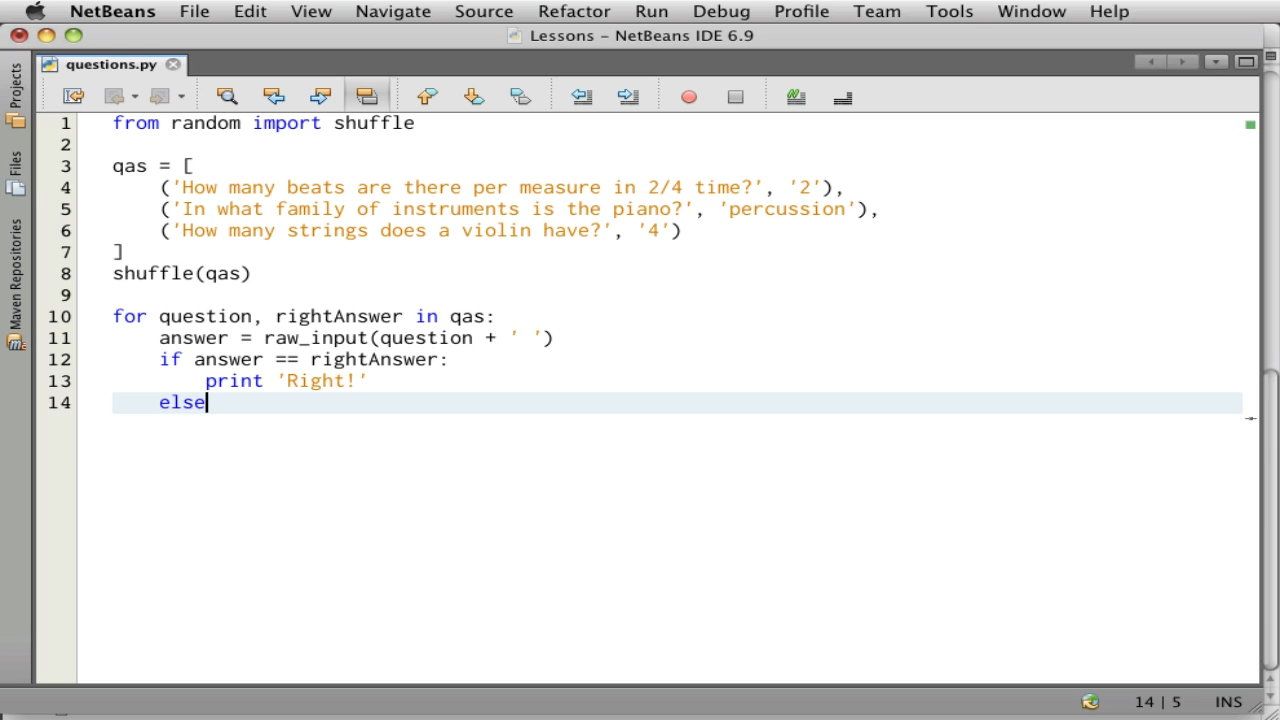 NetBeans File Edit View Navigate Source Refactor Run Debug Profile Team Tools Window Help
Lessons – NetBeans IDE 6.9
questions.py
Projects
Files
Maven Repositories
1 from random import shuffle
2
3 qas = [
4     ('How many beats are there per measure in 2/4 time?', '2'),
5     ('In what family of instruments is the piano?', 'percussion'),
6     ('How many strings does a violin have?', '4')
7 ]
8 shuffle(qas)
9
10 for question, rightAnswer in qas:
11     answer = raw_input(question + ' ')
12     if answer == rightAnswer:
13         print 'Right!'
14     else
14 | 5 INS